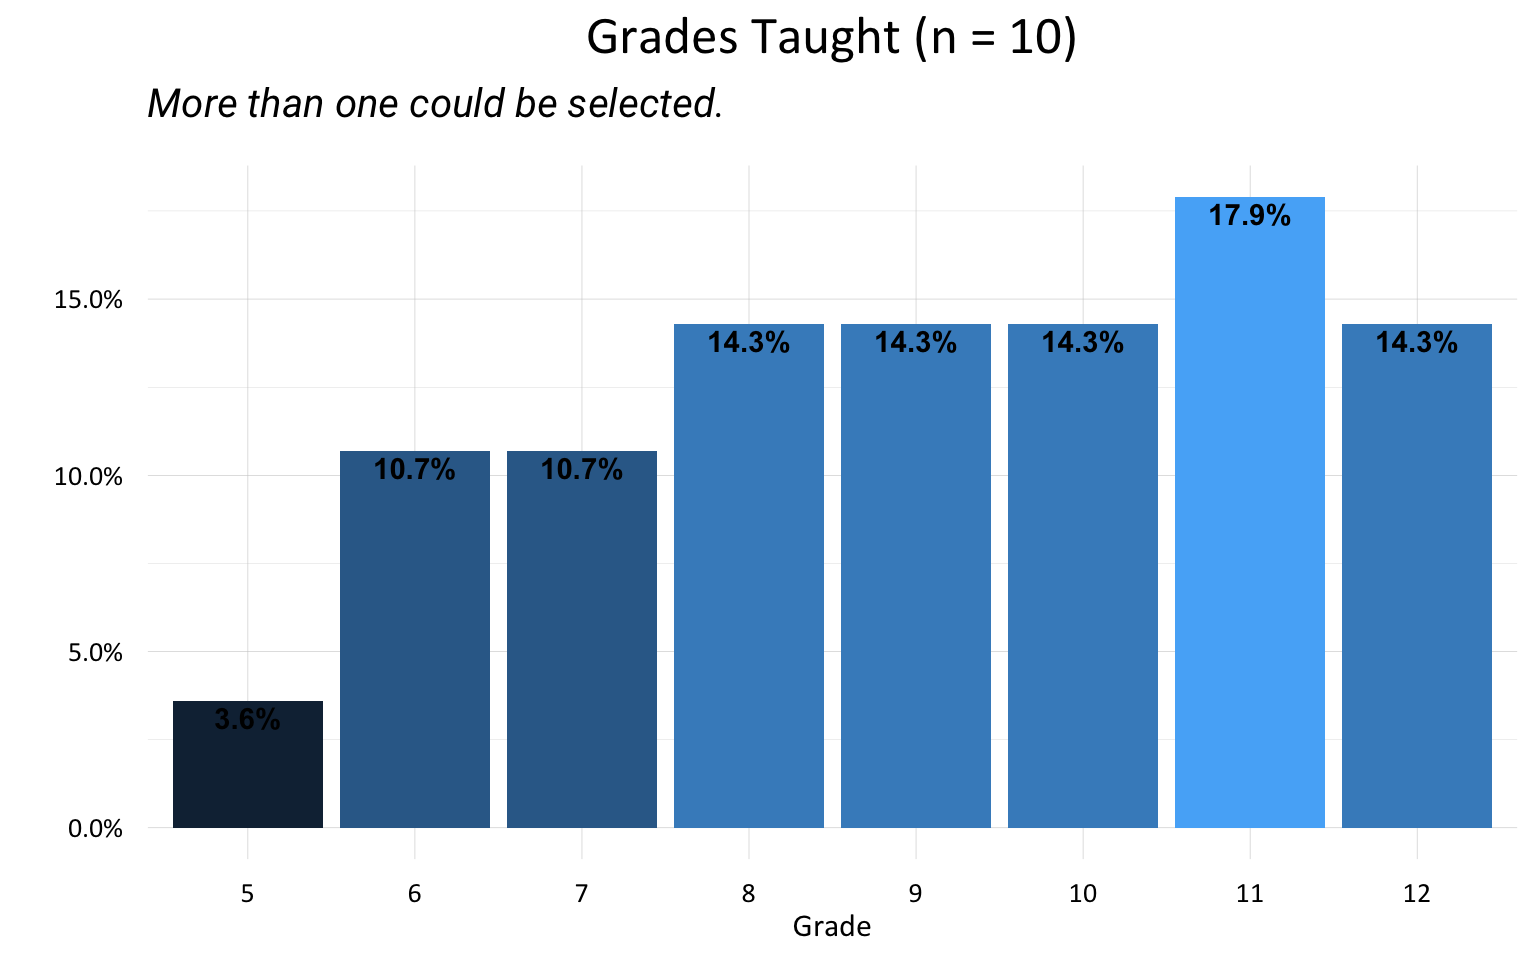 Grades Taught (n = 10)
More than one could be selected.
17.9%
15.0%
14.3% 14.3% 14.3% 14.3%
10.7% 10.7%
10.0%
5.0%
3.6%
0.0%
5 6 7 8 9 10 11 12
Grade